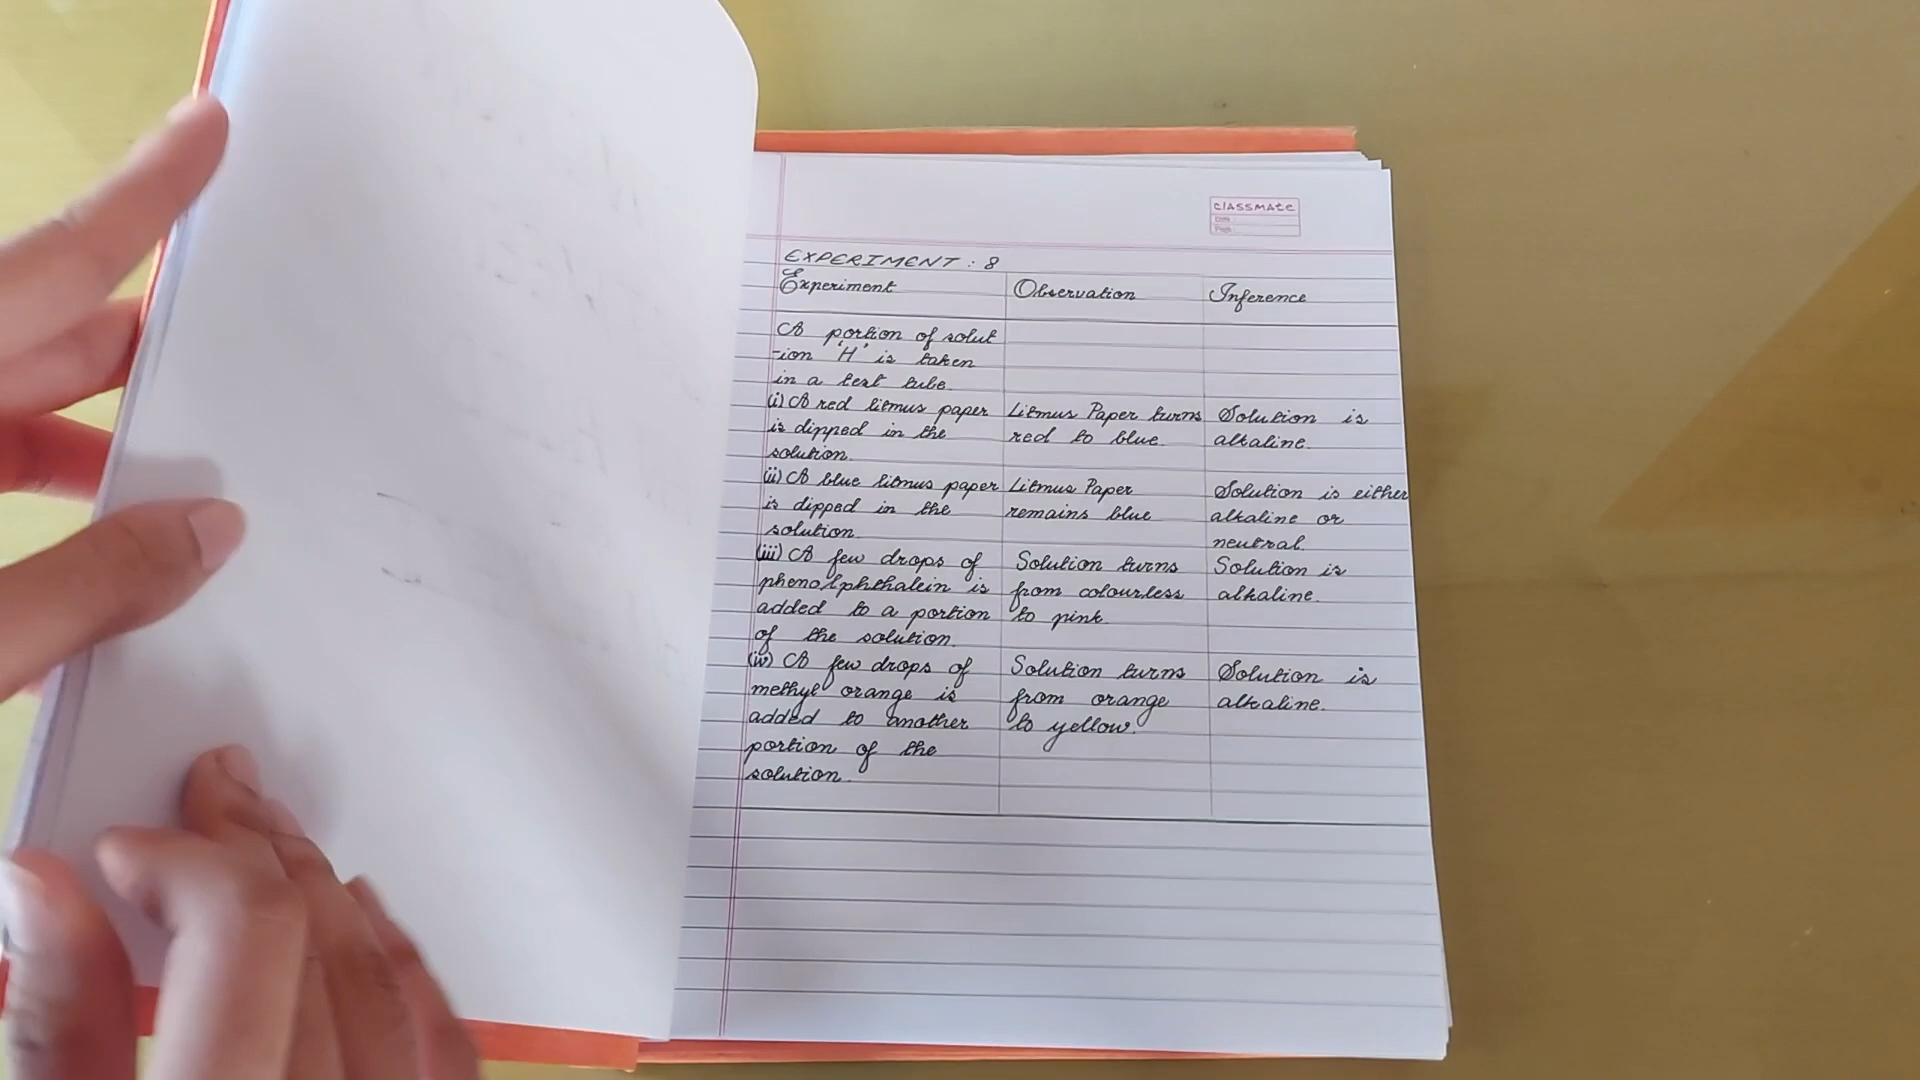 classmate
Date
Page
EXPERIMENT : 8
Experiment Observation Inference
A portion of solut
-ion 'H' is taken
in a test tube.
(i) A red litmus paper Litmus Paper turns Solution is
is dipped in the red to blue alkaline.
solution.
(ii) A blue litmus paper Litmus Paper Solution is either
is dipped in the remains blue alkaline or
solution. neutral.
(iii) A few drops of Solution turns Solution is
phenolphthalein is from colourless alkaline.
added to a portion to pink.
of the solution.
(iv) A few drops of Solution turns Solution is
methyl orange is from orange alkaline.
added to another to yellow.
portion of the
solution.